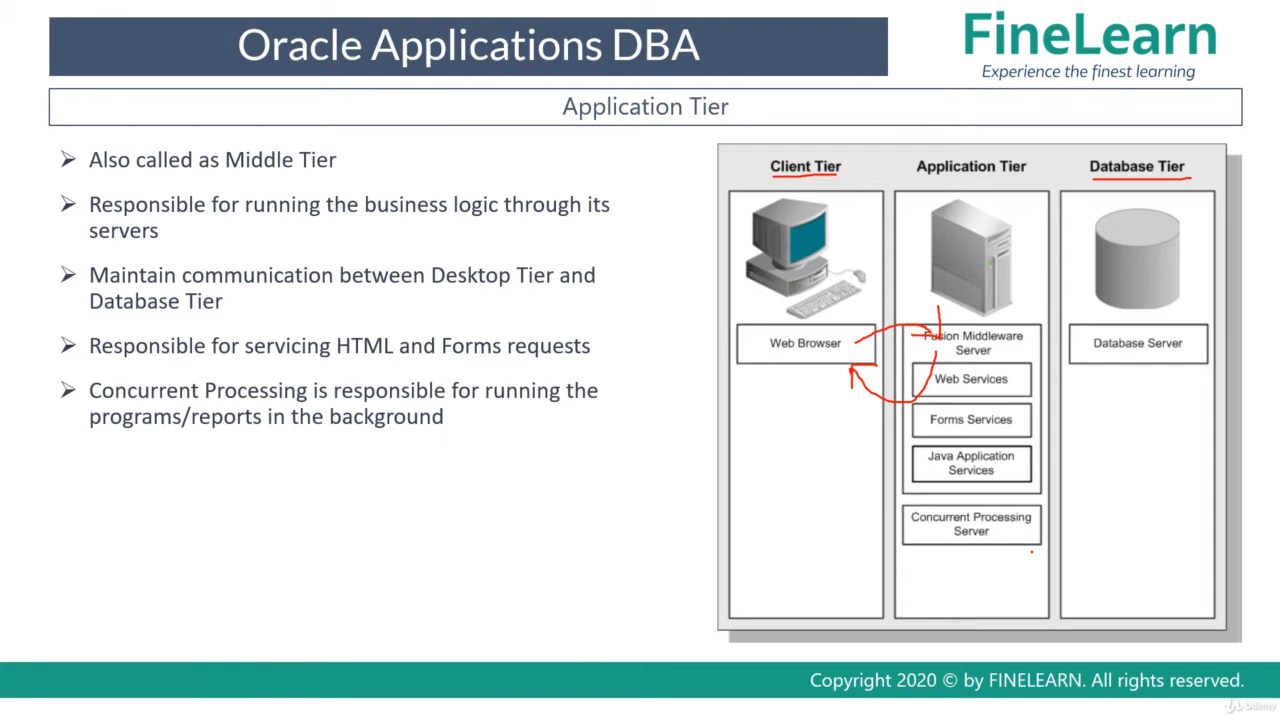 Oracle Applications DBA
FineLearn
Experience the finest learning
Application Tier
Also called as Middle Tier
Responsible for running the business logic through its
servers
Maintain communication between Desktop Tier and
Database Tier
Responsible for servicing HTML and Forms requests
Concurrent Processing is responsible for running the
programs/reports in the background
Client Tier
Web Browser
Application Tier
Fusion Middleware
Server
Web Services
Forms Services
Java Application
Services
Concurrent Processing
Server
Database Tier
Database Server
Copyright 2020 © by FINELEARN. All rights reserved.
Udemy